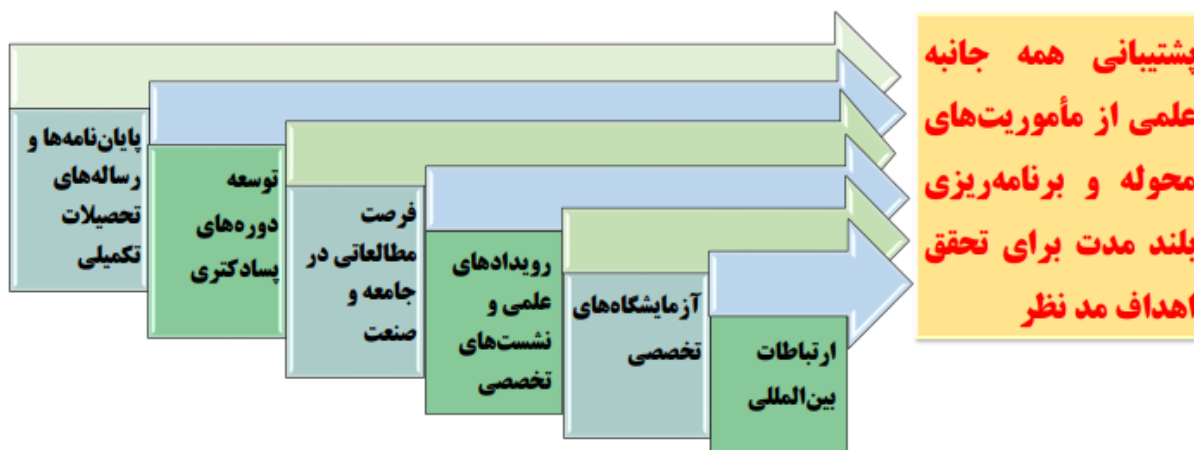 پشتیبانی همه جانبه
علمی از مأموریت‌های
محوله و برنامه‌ریزی
بلند مدت برای تحقق
اهداف مد نظر
پایان‌نامه‌ها و
رساله‌های
تحصیلات
تکمیلی
توسعه
دوره‌های
پسادکتری
فرصت
مطالعاتی در
جامعه و
صنعت
رویدادهای
علمی و
نشست‌های
تخصصی
آزمایشگاه‌های
تخصصی
ارتباطات
بین‌المللی